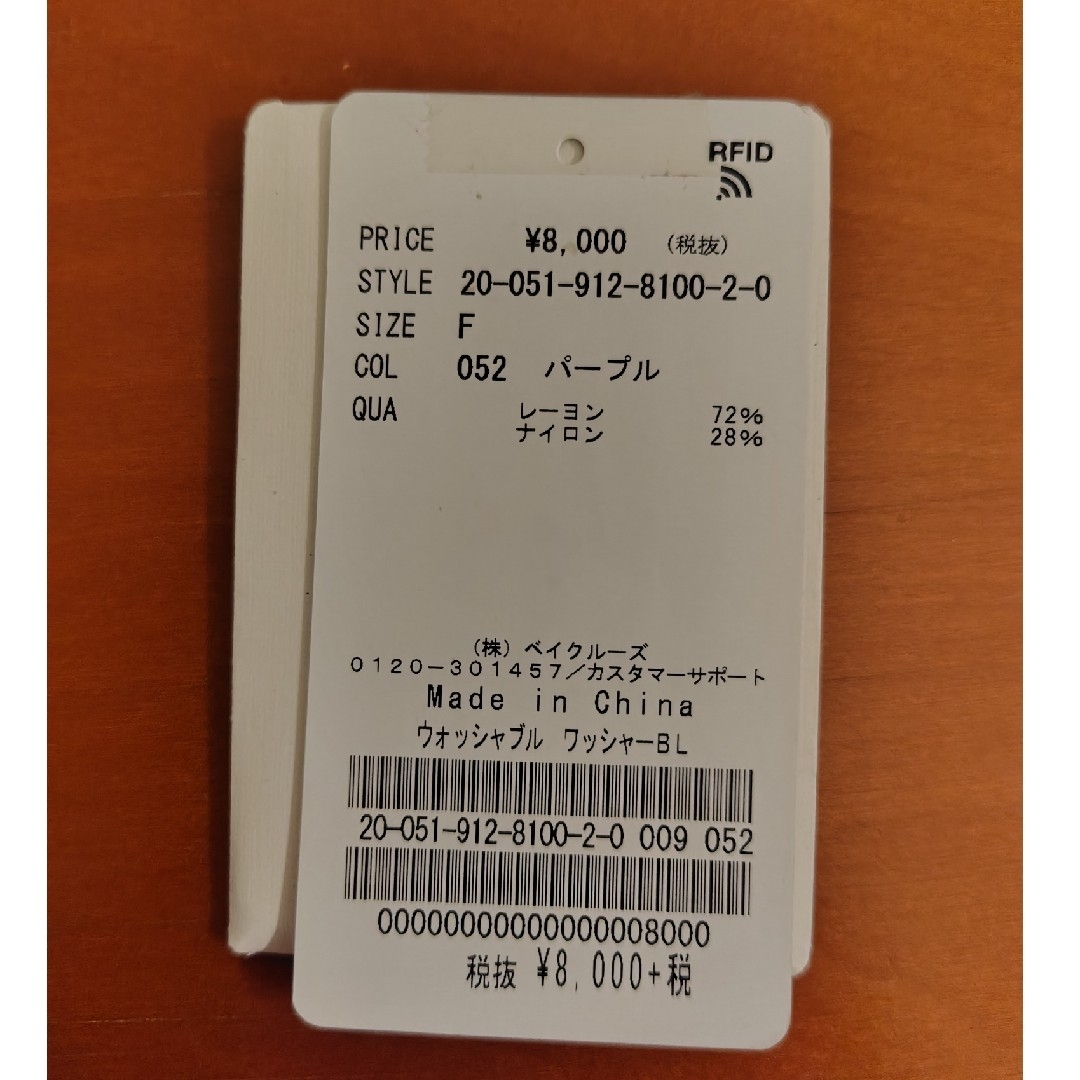 RFID
PRICE ¥8,000 (税抜)
STYLE 20-051-912-8100-2-0
SIZE F
COL 052 パープル
QUA レーヨン 72%
ナイロン 28%
(株) ベイクルーズ
0120-301457/カスタマーサポート
Made in China
ウォッシャブル ワッシャーBL
20-051-912-8100-2-0 009 052
00000000000000008000
税抜 ¥8,000+税